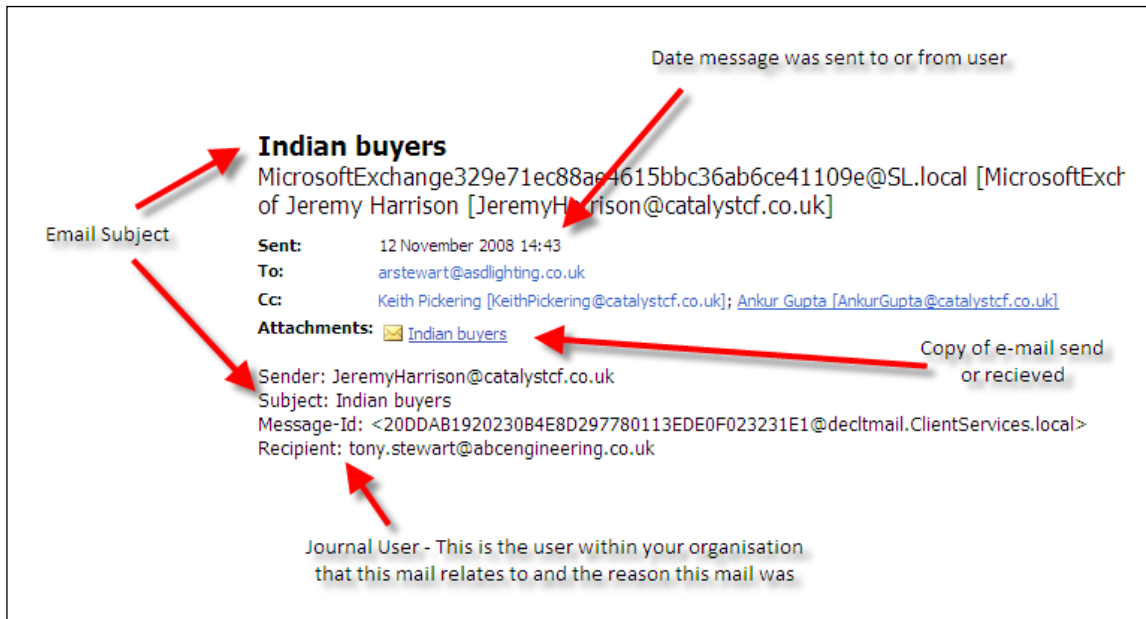 Date message was sent to or from user
Indian buyers
MicrosoftExchange329e71ec88ae4615bbc36ab6ce41109e@SL.local [MicrosoftExch
of Jeremy Harrison [JeremyHarrison@catalystcf.co.uk]
Email Subject
Sent: 12 November 2008 14:43
To: arstewart@asdlighting.co.uk
Cc: Keith Pickering [KeithPickering@catalystcf.co.uk]; Ankur Gupta [AnkurGupta@catalystcf.co.uk]
Attachments: Indian buyers
Copy of e-mail send
or recieved
Sender: JeremyHarrison@catalystcf.co.uk
Subject: Indian buyers
Message-Id: <20DDAB1920230B4E8D297780113EDE0F023231E1@decltmail.ClientServices.local>
Recipient: tony.stewart@abcengineering.co.uk
Journal User - This is the user within your organisation
that this mail relates to and the reason this mail was